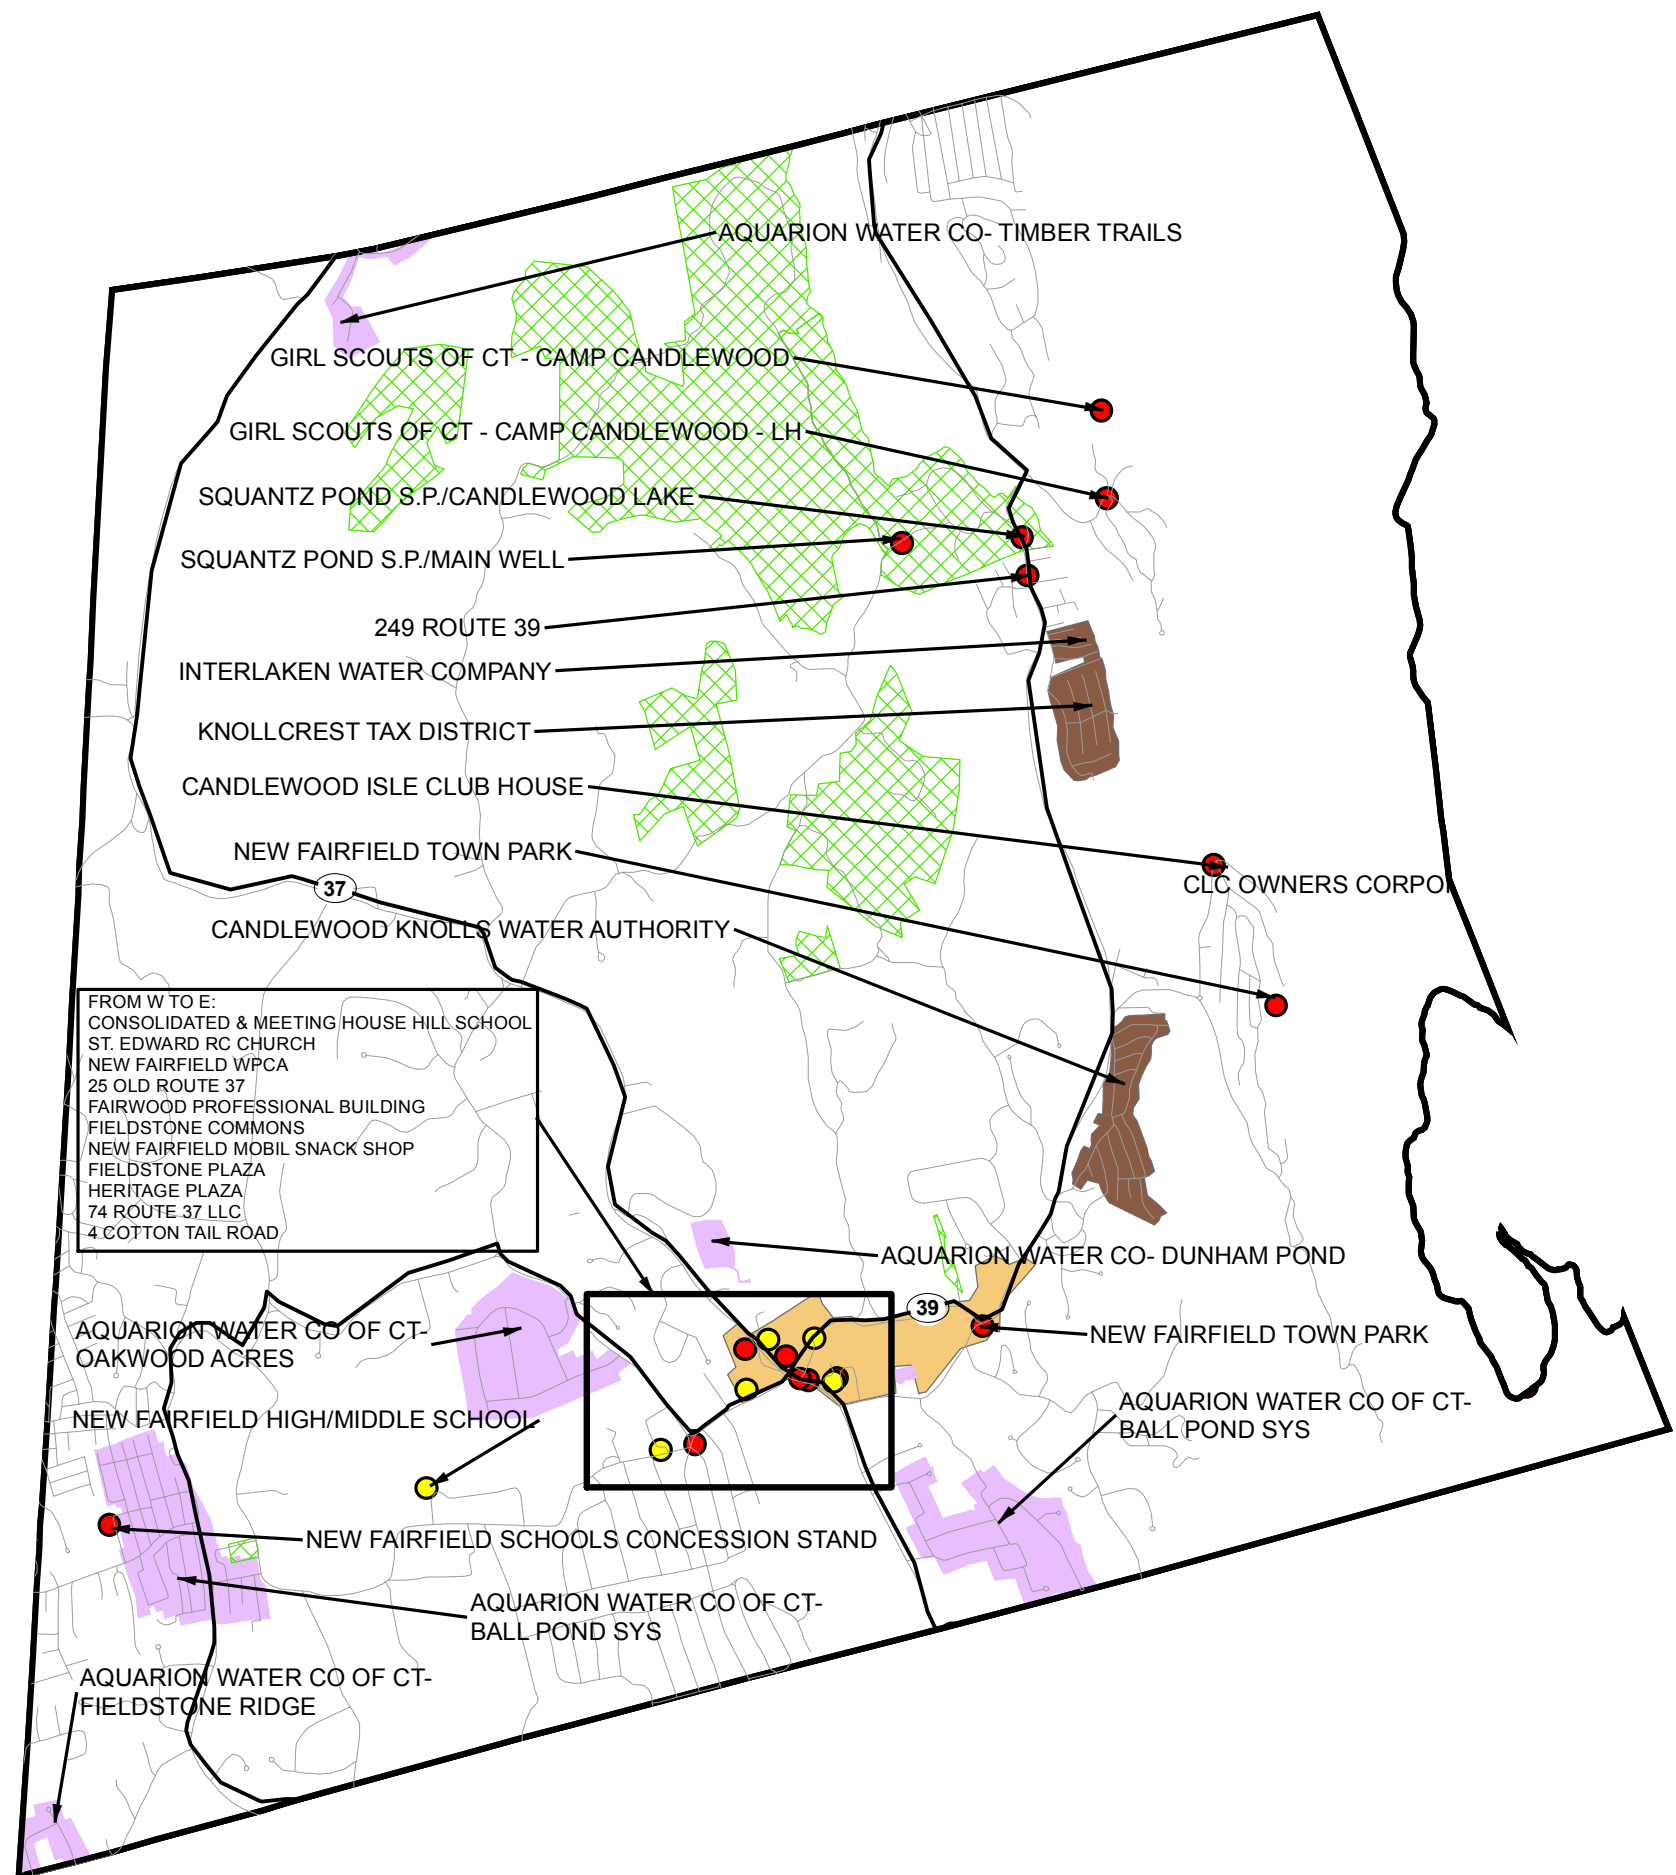 AQUARION WATER CO- TIMBER TRAILS
GIRL SCOUTS OF CT - CAMP CANDLEWOOD
GIRL SCOUTS OF CT - CAMP CANDLEWOOD - LH
SQUANTZ POND S.P./CANDLEWOOD LAKE
SQUANTZ POND S.P./MAIN WELL
249 ROUTE 39
INTERLAKEN WATER COMPANY
KNOLLCREST TAX DISTRICT
CANDLEWOOD ISLE CLUB HOUSE
NEW FAIRFIELD TOWN PARK
CLC OWNERS CORPO
37
CANDLEWOOD KNOLLS WATER AUTHORITY
FROM W TO E:
CONSOLIDATED & MEETING HOUSE HILL SCHOOL
ST. EDWARD RC CHURCH
NEW FAIRFIELD WPCA
25 OLD ROUTE 37
FAIRWOOD PROFESSIONAL BUILDING
FIELDSTONE COMMONS
NEW FAIRFIELD MOBIL SNACK SHOP
FIELDSTONE PLAZA
HERITAGE PLAZA
74 ROUTE 37 LLC
4 COTTON TAIL ROAD
AQUARION WATER CO- DUNHAM POND
39
AQUARION WATER CO OF CT-
OAKWOOD ACRES
NEW FAIRFIELD TOWN PARK
NEW FAIRFIELD HIGH/MIDDLE SCHOOL
AQUARION WATER CO OF CT-
BALL POND SYS
NEW FAIRFIELD SCHOOLS CONCESSION STAND
AQUARION WATER CO OF CT-
BALL POND SYS
AQUARION WATER CO OF CT-
FIELDSTONE RIDGE